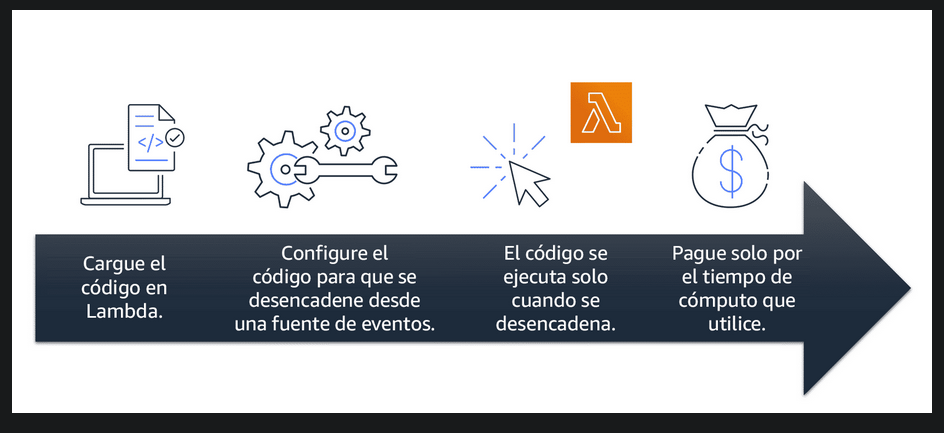 </>
$
Cargue el
código en
Lambda.
Configure el
código para que se
desencadene desde
una fuente de eventos.
El código se
ejecuta solo
cuando se
desencadena.
Pague solo por
el tiempo de
cómputo que
utilice.